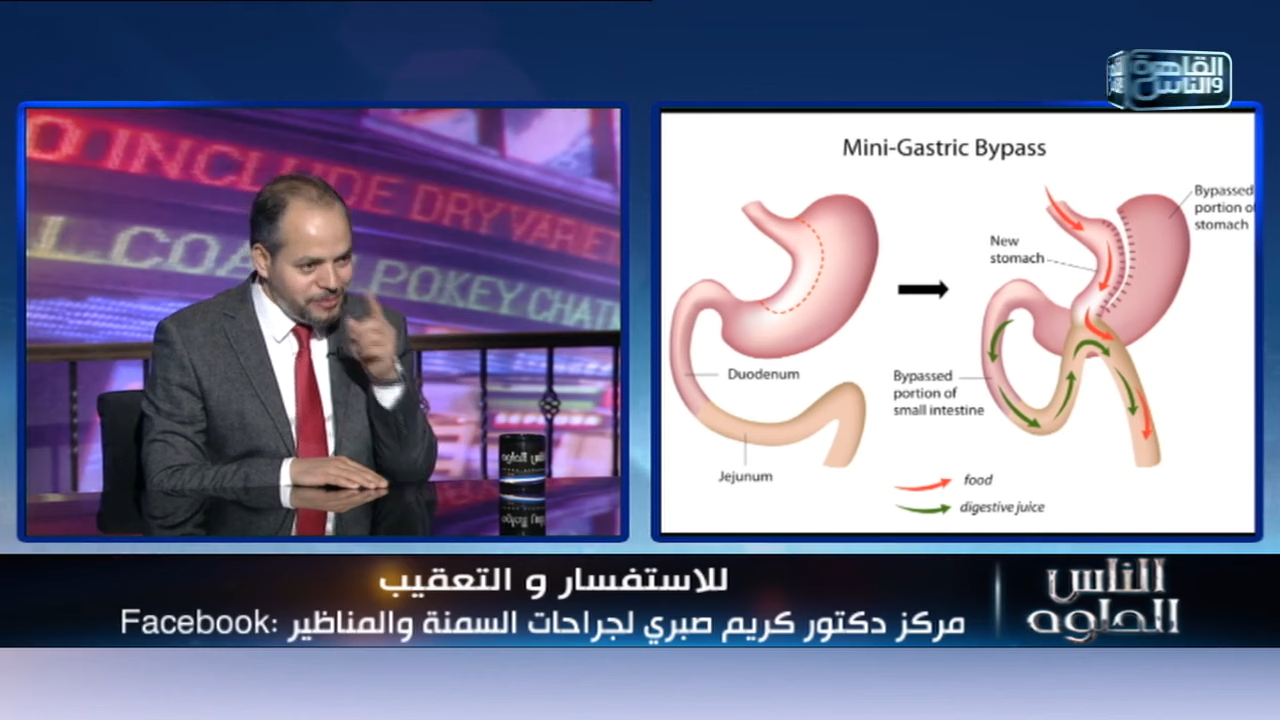 القاهرة
والناس
O INCLUDE DRY VARIET
L COA POKEY CHAT
Mini-Gastric Bypass
Bypassed
portion of
stomach
New
stomach
Duodenum
Bypassed
portion of
small intestine
Jejunum
food
digestive juice
للاستفسار و التعقيب
مركز دكتور كريم صبري لجراحات السمنة والمناظير :Facebook
الناس
الحلوه